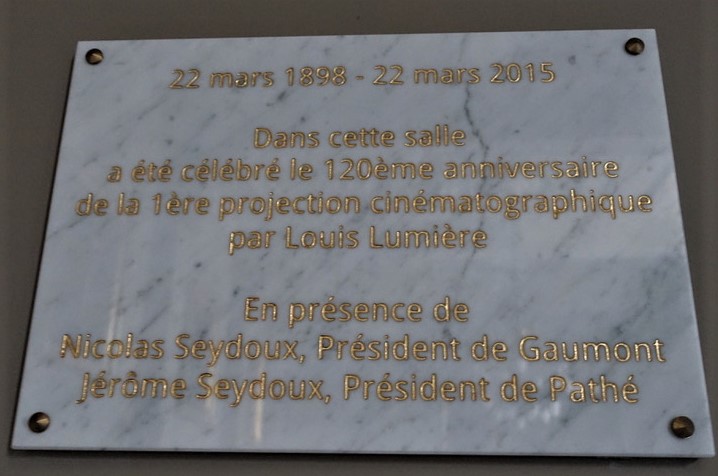 22 mars 1898 - 22 mars 2015
Dans cette salle
a été célébré le 120ème anniversaire
de la 1ère projection cinématographique
par Louis Lumière
En présence de
Nicolas Seydoux, Président de Gaumont
Jérôme Seydoux, Président de Pathé